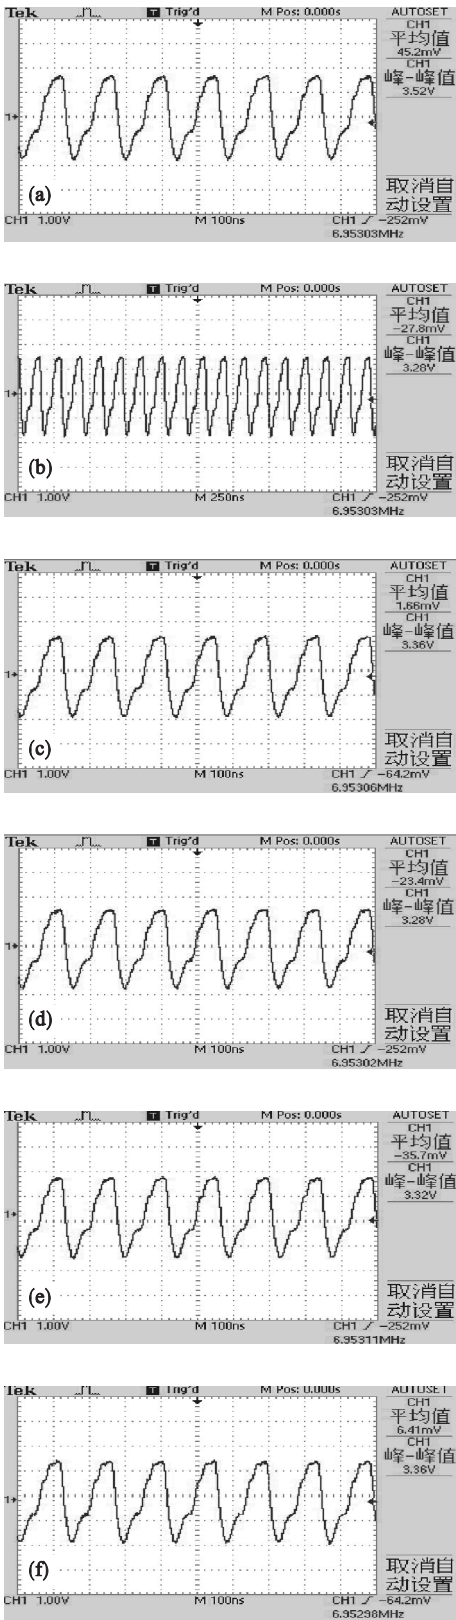 Tek Trig'd M Pos: 0.000s AUTOSET
CH1
平均值
45.2mV
CH1
峰-峰值
3.52V
1
取消自
动设置
(a)
CH1 1.00V M 100ns CH1 -252mV
6.95303MHz
Tek Trig'd M Pos: 0.000s AUTOSET
CH1
平均值
-27.8mV
CH1
峰-峰值
3.28V
1
取消自
动设置
(b)
CH1 1.00V M 250ns CH1 -252mV
6.95303MHz
Tek Trig'd M Pos: 0.000s AUTOSET
CH1
平均值
1.66mV
CH1
峰-峰值
3.36V
1
取消自
动设置
(c)
CH1 1.00V M 100ns CH1 -64.2mV
6.95306MHz
Tek Trig'd M Pos: 0.000s AUTOSET
CH1
平均值
-23.4mV
CH1
峰-峰值
3.28V
1
取消自
动设置
(d)
CH1 1.00V M 100ns CH1 -252mV
6.95302MHz
Tek Trig'd M Pos: 0.000s AUTOSET
CH1
平均值
-35.7mV
CH1
峰-峰值
3.32V
1
取消自
动设置
(e)
CH1 1.00V M 100ns CH1 -252mV
6.95311MHz
Tek Trig'd M Pos: 0.000s AUTOSET
CH1
平均值
6.41mV
CH1
峰-峰值
3.36V
1
取消自
动设置
(f)
CH1 1.00V M 100ns CH1 -64.2mV
6.95298MHz